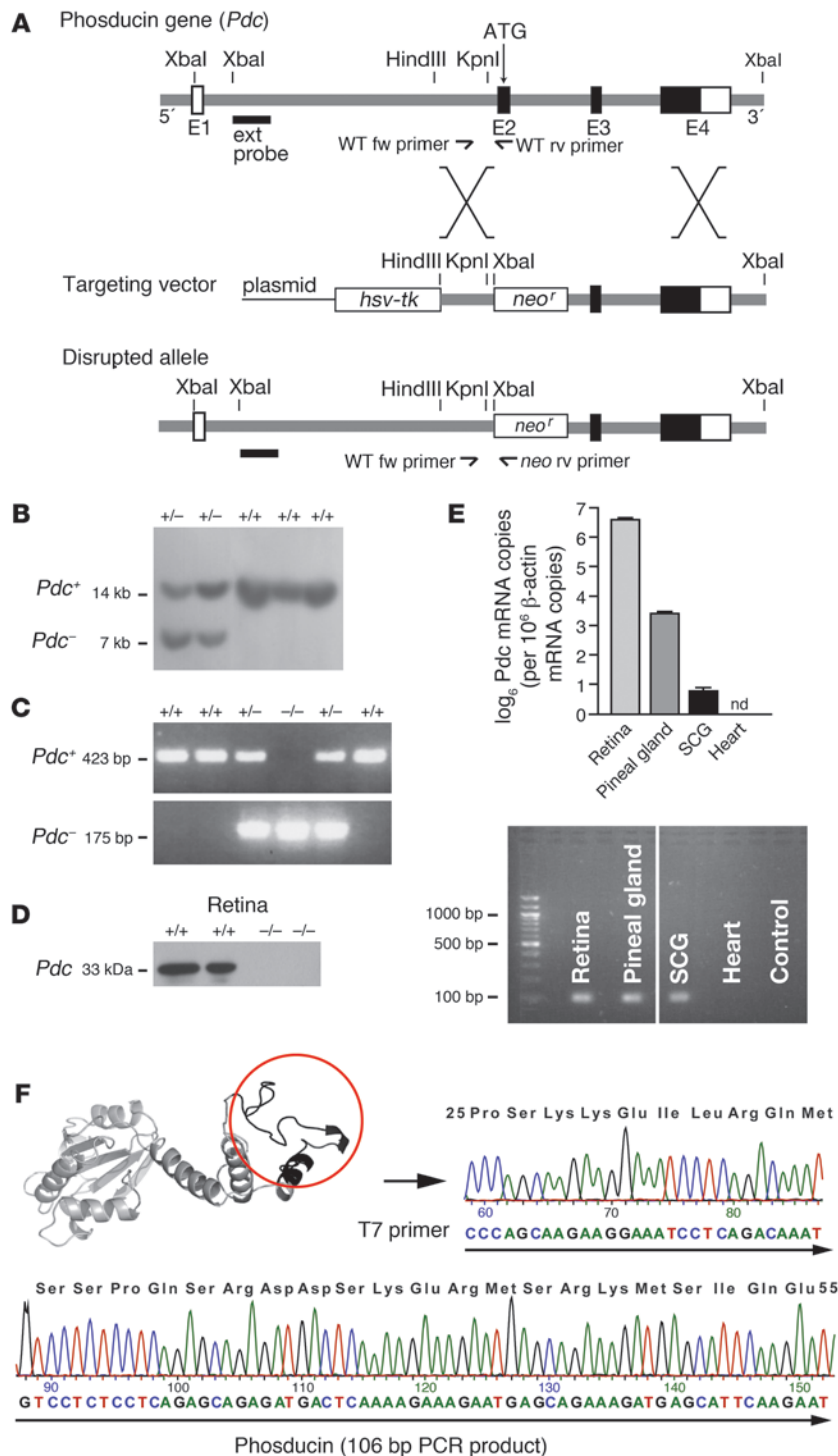 A
Phosducin gene (Pdc)
ATG
XbaI XbaI HindIII KpnI XbaI
5´ E1 E2 E3 E4 3´
ext
probe
WT fw primer WT rv primer
HindIII KpnI XbaI XbaI
Targeting vector plasmid hsv-tk neoʳ
Disrupted allele
XbaI XbaI HindIII KpnI XbaI XbaI
neoʳ
WT fw primer neo rv primer
B
+/– +/– +/+ +/+ +/+
Pdc⁺ 14 kb
Pdc⁻ 7 kb
C
+/+ +/+ +/– –/– +/– +/+
Pdc⁺ 423 bp
Pdc⁻ 175 bp
D
Retina
+/+ +/+ –/– –/–
Pdc 33 kDa
E
log₆ Pdc mRNA copies
(per 10⁶ β-actin
mRNA copies)
7
6
5
4
3
2
1
0
nd
Retina
Pineal gland
SCG
Heart
1000 bp
500 bp
100 bp
Retina
Pineal gland
SCG
Heart
Control
F
25 Pro Ser Lys Lys Glu Ile Leu Arg Gln Met
60 70 80
T7 primer CCCAGCAAGAAGGAAATCCTCAGACAAAT
Ser Ser Pro Gln Ser Arg Asp Asp Ser Lys Glu Arg Met Ser Arg Lys Met Ser Ile Gln Glu 55
90 100 110 120 130 140 150
GTCCTCTCCTCAGAGCAGAGATGACTCAAAAGAAAGAATGAGCAGAAAGATGAGCATTCAAGAAT
Phosducin (106 bp PCR product)